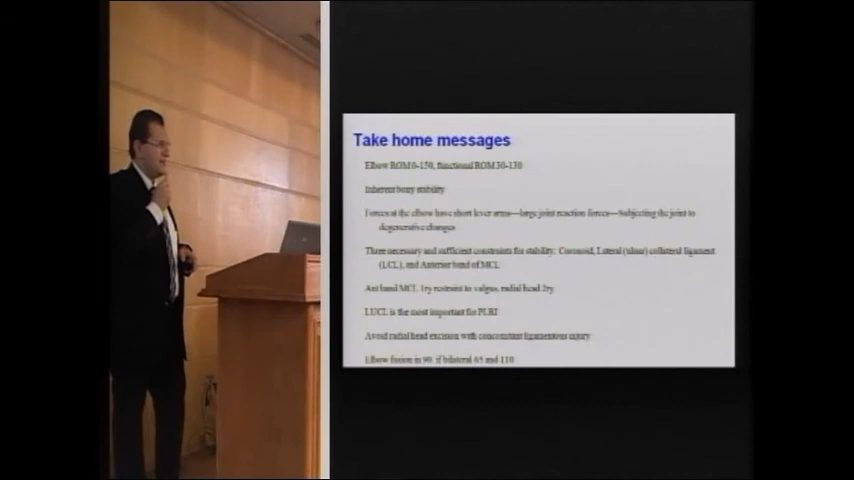 Take home messages
Elbow ROM 0-150, functional ROM 30-130
Inherent bony stability
Forces at the elbow have short lever arms—large joint reaction forces—Subjecting the joint to
degenerative changes
Three necessary and sufficient constraints for stability: Coronoid, Lateral (ulnar) collateral ligament
(LCL), and Anterior band of MCL
Ant band MCL 1ry restraint to valgus, radial head 2ry
LUCL is the most important for PLRI
Avoid radial head excision with concomitant ligamentous injury
Elbow fusion in 90, if bilateral 65 and 110